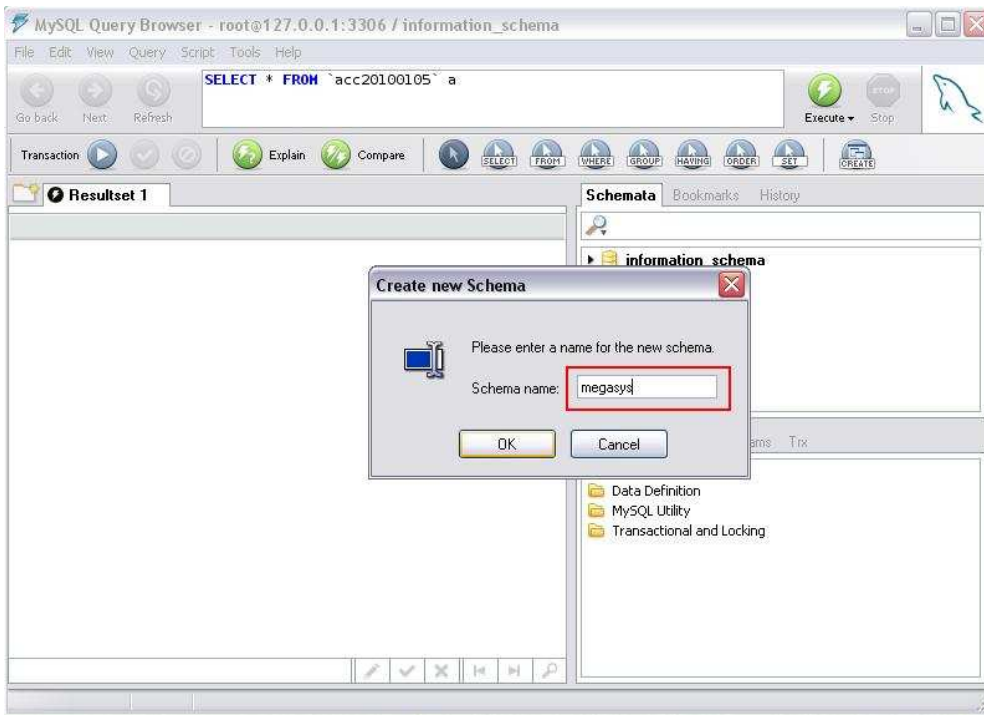 MySQL Query Browser - root@127.0.0.1:3306 / information_schema
File Edit View Query Script Tools Help
SELECT * FROM `acc20100105` a
Go back Next Refresh
Execute Stop
STOP
Transaction Explain Compare SELECT FROM WHERE GROUP HAVING ORDER SET CREATE
Resultset 1
Schemata Bookmarks History
information_schema
Create new Schema
Please enter a name for the new schema.
Schema name: megasys
OK Cancel
Trx
Data Definition
MySQL Utility
Transactional and Locking